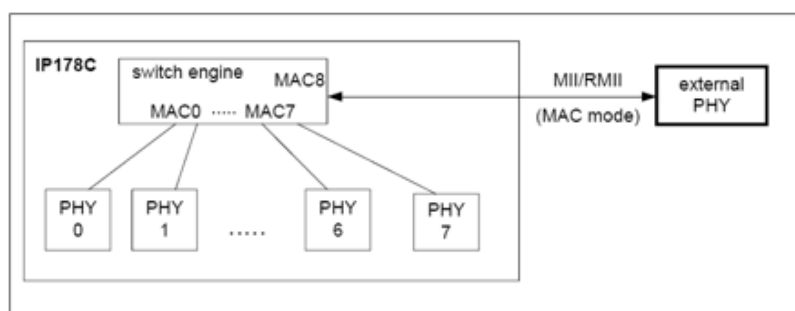 IP178C
switch engine
MAC8
MAC0 ..... MAC7
MII/RMII
(MAC mode)
external
PHY
PHY
0
PHY
1
.....
PHY
6
PHY
7